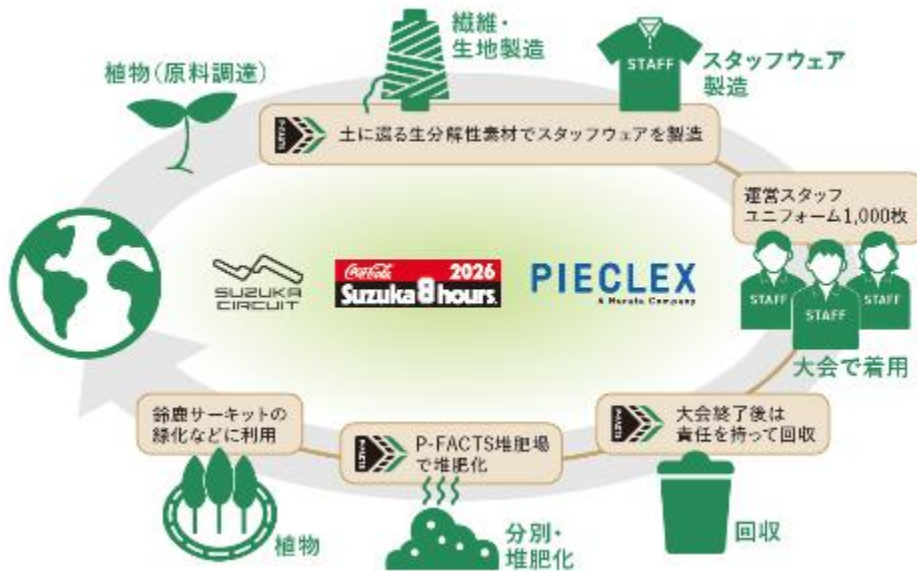 植物(原料調達)
繊維・
生地製造
スタッフウェア
製造
STAFF
P-FACTS
土に還る生分解性素材でスタッフウェアを製造
運営スタッフ
ユニフォーム1,000枚
STAFF
STAFF
STAFF
大会で着用
SUZUKA
CIRCUIT
Coca-Cola 2026
Suzuka 8hours.
PIECLEX
A Murata Company
鈴鹿サーキットの
緑化などに利用
植物
P-FACTS
P-FACTS堆肥場
で堆肥化
分別・
堆肥化
P-FACTS
大会終了後は
責任を持って回収
回収